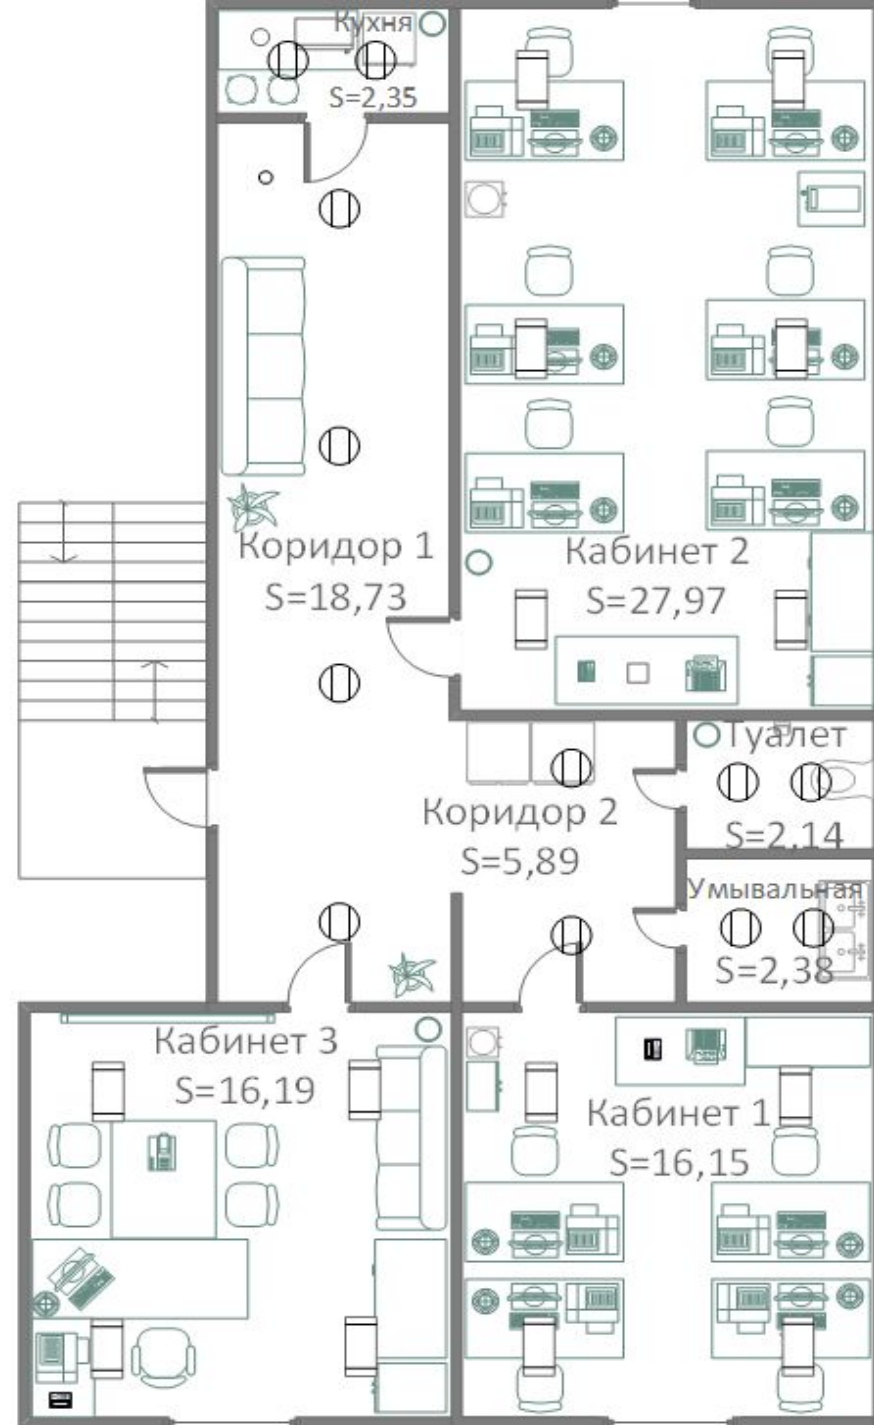 Кухня
S=2,35
Коридор 1
S=18,73
Кабинет 2
S=27,97
Туалет
S=2,14
Коридор 2
S=5,89
Умывальная
S=2,38
Кабинет 3
S=16,19
Кабинет 1
S=16,15